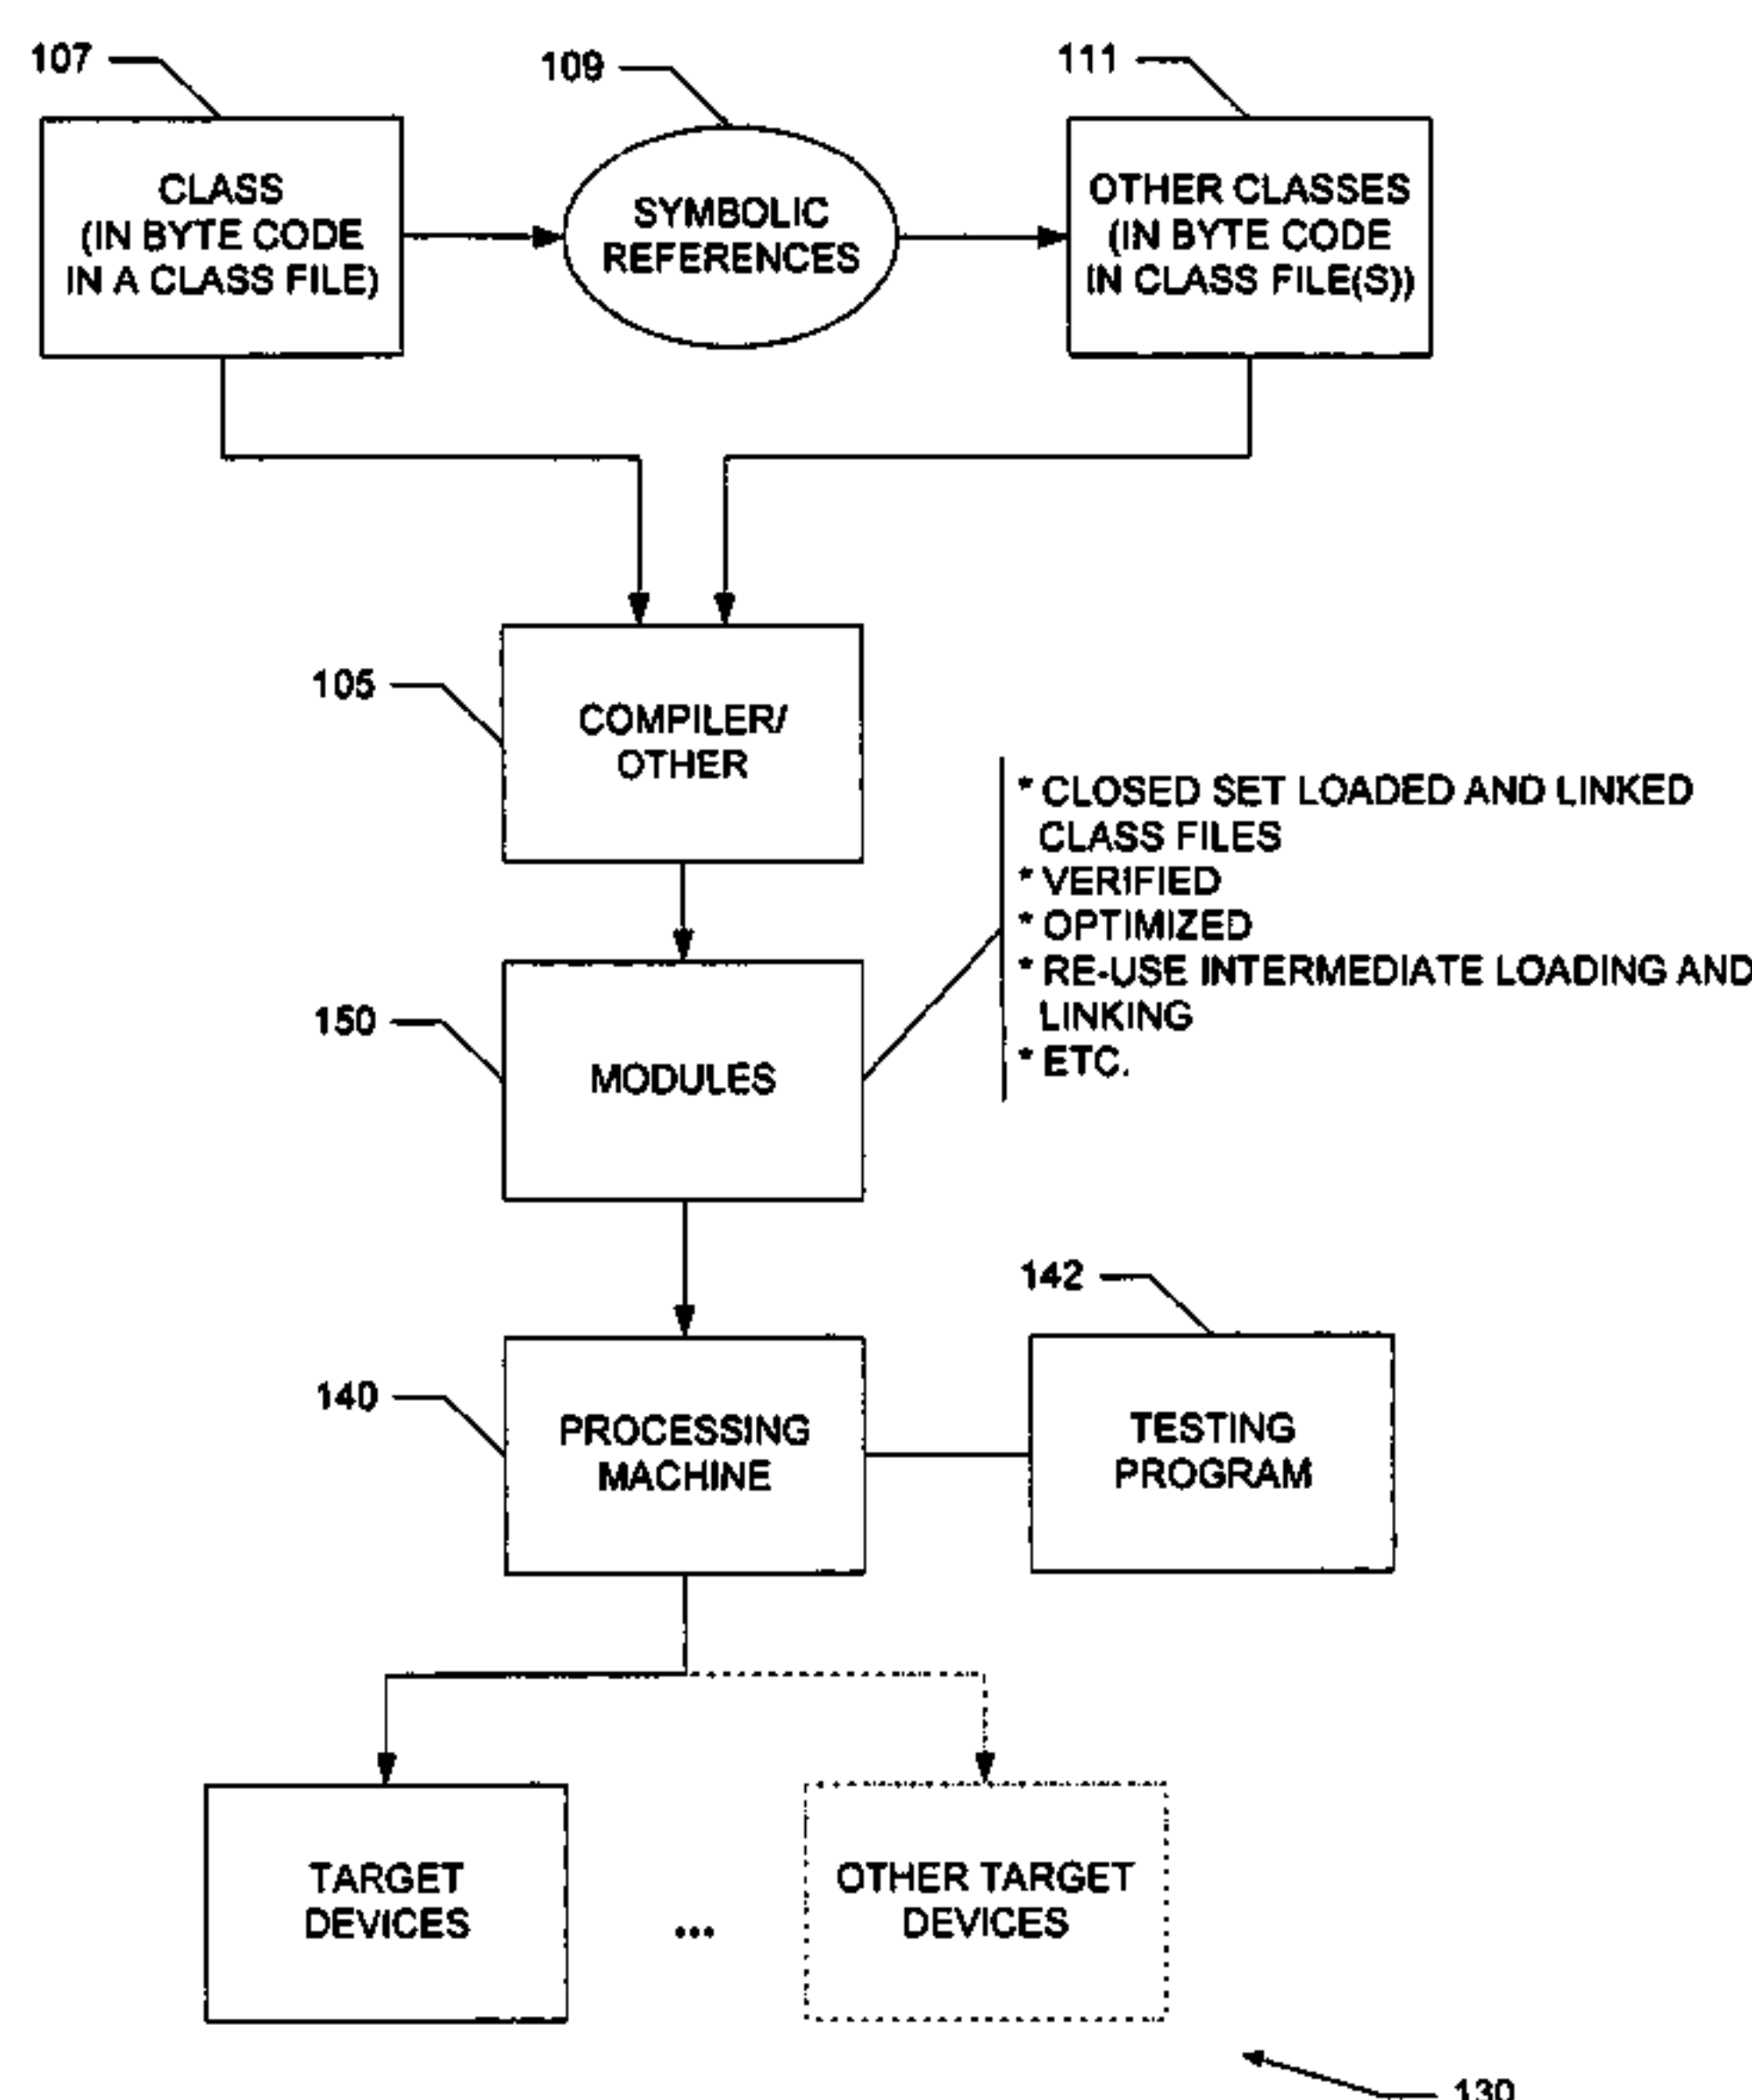 107
109
111
CLASS
(IN BYTE CODE
IN A CLASS FILE)
SYMBOLIC
REFERENCES
OTHER CLASSES
(IN BYTE CODE
IN CLASS FILE(S))
105
COMPILER/
OTHER
* CLOSED SET LOADED AND LINKED
CLASS FILES
* VERIFIED
* OPTIMIZED
* RE-USE INTERMEDIATE LOADING AND
LINKING
* ETC.
150
MODULES
142
140
PROCESSING
MACHINE
TESTING
PROGRAM
TARGET
DEVICES
...
OTHER TARGET
DEVICES
130